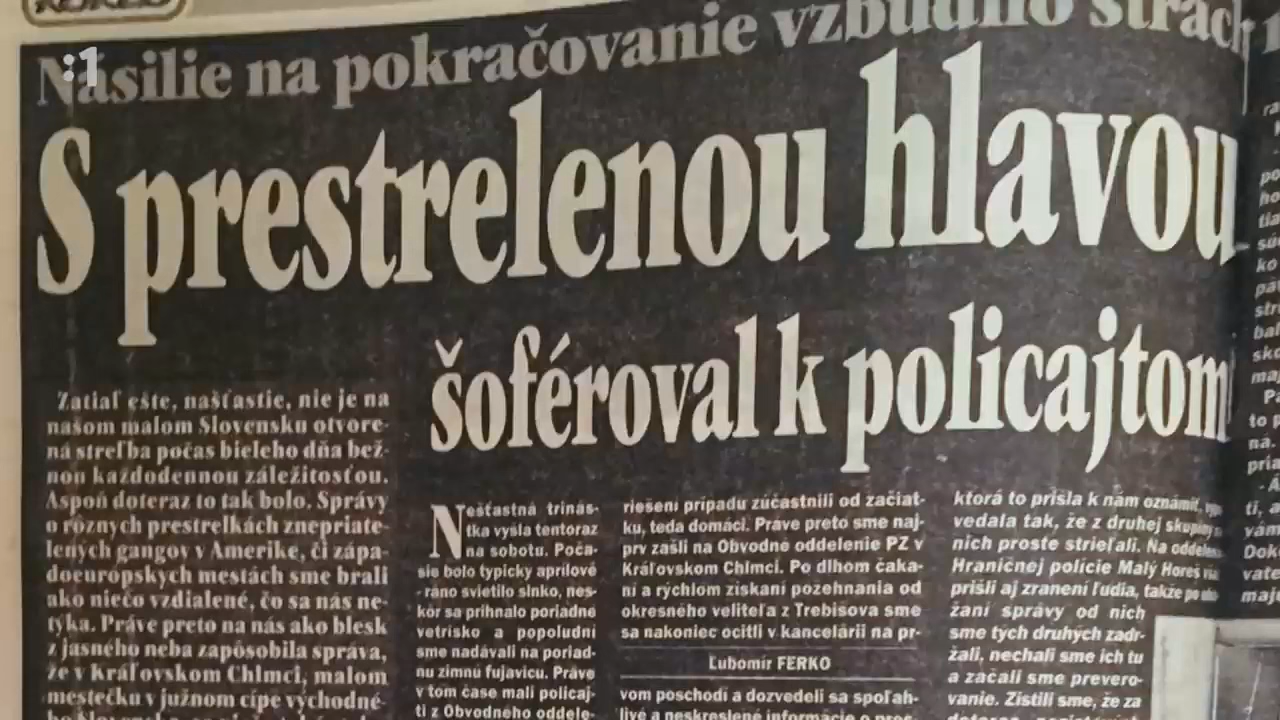 :1
Násilie na pokračovanie vzbudilo strach
S prestrelenou hlavou
šoféroval k policajtom
Zatiaľ ešte, našťastie, nie je na
našom malom Slovensku otvore-
ná streľba počas bieleho dňa bež-
nou každodennou záležitosťou.
Aspoň doteraz to tak bolo. Správy
o rôznych prestrelkách znepriate-
lených gangov v Amerike, či zápa-
doeurópskych mestách sme brali
ako niečo vzdialené, čo sa nás ne-
týka. Práve preto na nás ako blesk
z jasného neba zapôsobila správa,
že v Kráľovskom Chlmci, malom
mestečku v južnom cípe východné-
Nešťastná trinás-
tka vyšla tentoraz
na sobotu. Poča-
sie bolo typicky aprílové
- ráno svietilo slnko, nes-
kôr sa prihnalo poriadne
vetrisko a popoludní
sme nadávali na poriad-
nu zimnú fujavicu. Práve
v tom čase mali policaj-
ti z Obvodného oddele-
riešení prípadu zúčastnili od začiat-
ku, teda domáci. Práve preto sme naj-
prv zašli na Obvodné oddelenie PZ v
Kráľovskom Chlmci. Po dlhom čaka-
ní a rýchlom získaní požehnania od
okresného veliteľa z Trebišova sme
sa nakoniec ocitli v kancelárii na pr-
Ľubomír FERKO
vom poschodí a dozvedeli sa spoľah-
livé a neskreslené informácie o
ktorá to prišla k nám oznámiť,
vedala tak, že z druhej skupiny
nich proste strieľali. Na
Hraničnej polície Malý Horeš
prišli aj zranení ľudia, takže po
žaní správy od nich
sme tých druhých zadr-
žali, nechali sme ich tu
a začali sme prevero-
vanie. Zistili sme, že za